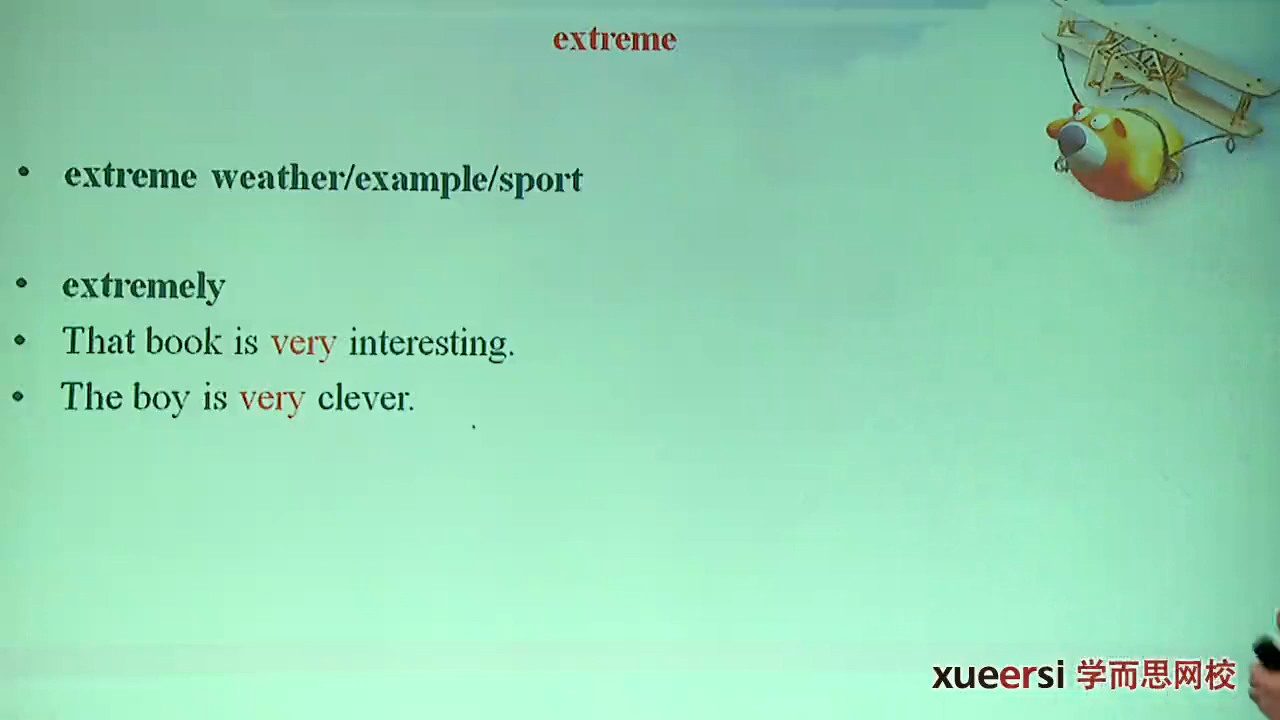 extreme
• extreme weather/example/sport
• extremely
• That book is very interesting.
• The boy is very clever.
xueersi 学而思网校